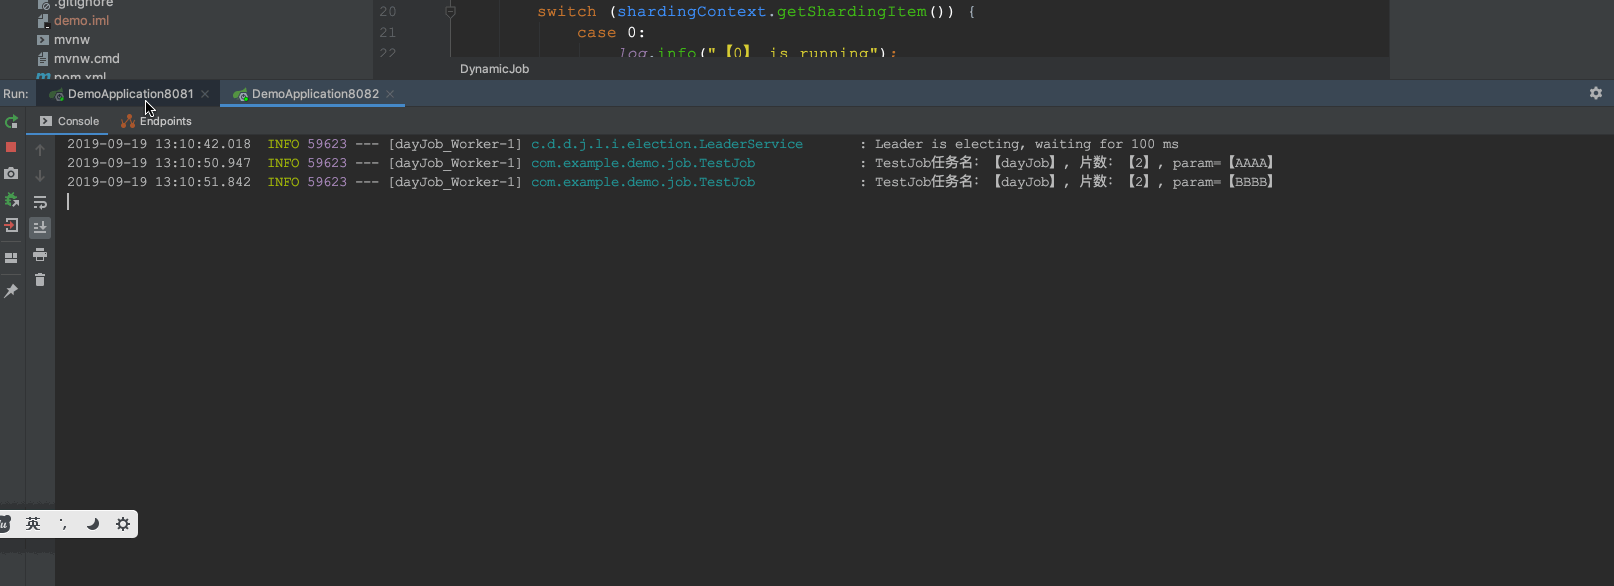 .gitignore
demo.iml
mvnw
mvnw.cmd
pom.xml
20 switch (shardingContext.getShardingItem()) {
21 case 0:
22 log.info("【0】 is running");
DynamicJob
Run: DemoApplication8081 DemoApplication8082
Console Endpoints
2019-09-19 13:10:42.018 INFO 59623 --- [dayJob_Worker-1] c.d.d.j.l.i.election.LeaderService : Leader is electing, waiting for 100 ms
2019-09-19 13:10:50.947 INFO 59623 --- [dayJob_Worker-1] com.example.demo.job.TestJob : TestJob任务名：【dayJob】, 片数：【2】, param=【AAAA】
2019-09-19 13:10:51.842 INFO 59623 --- [dayJob_Worker-1] com.example.demo.job.TestJob : TestJob任务名：【dayJob】, 片数：【2】, param=【BBBB】
英